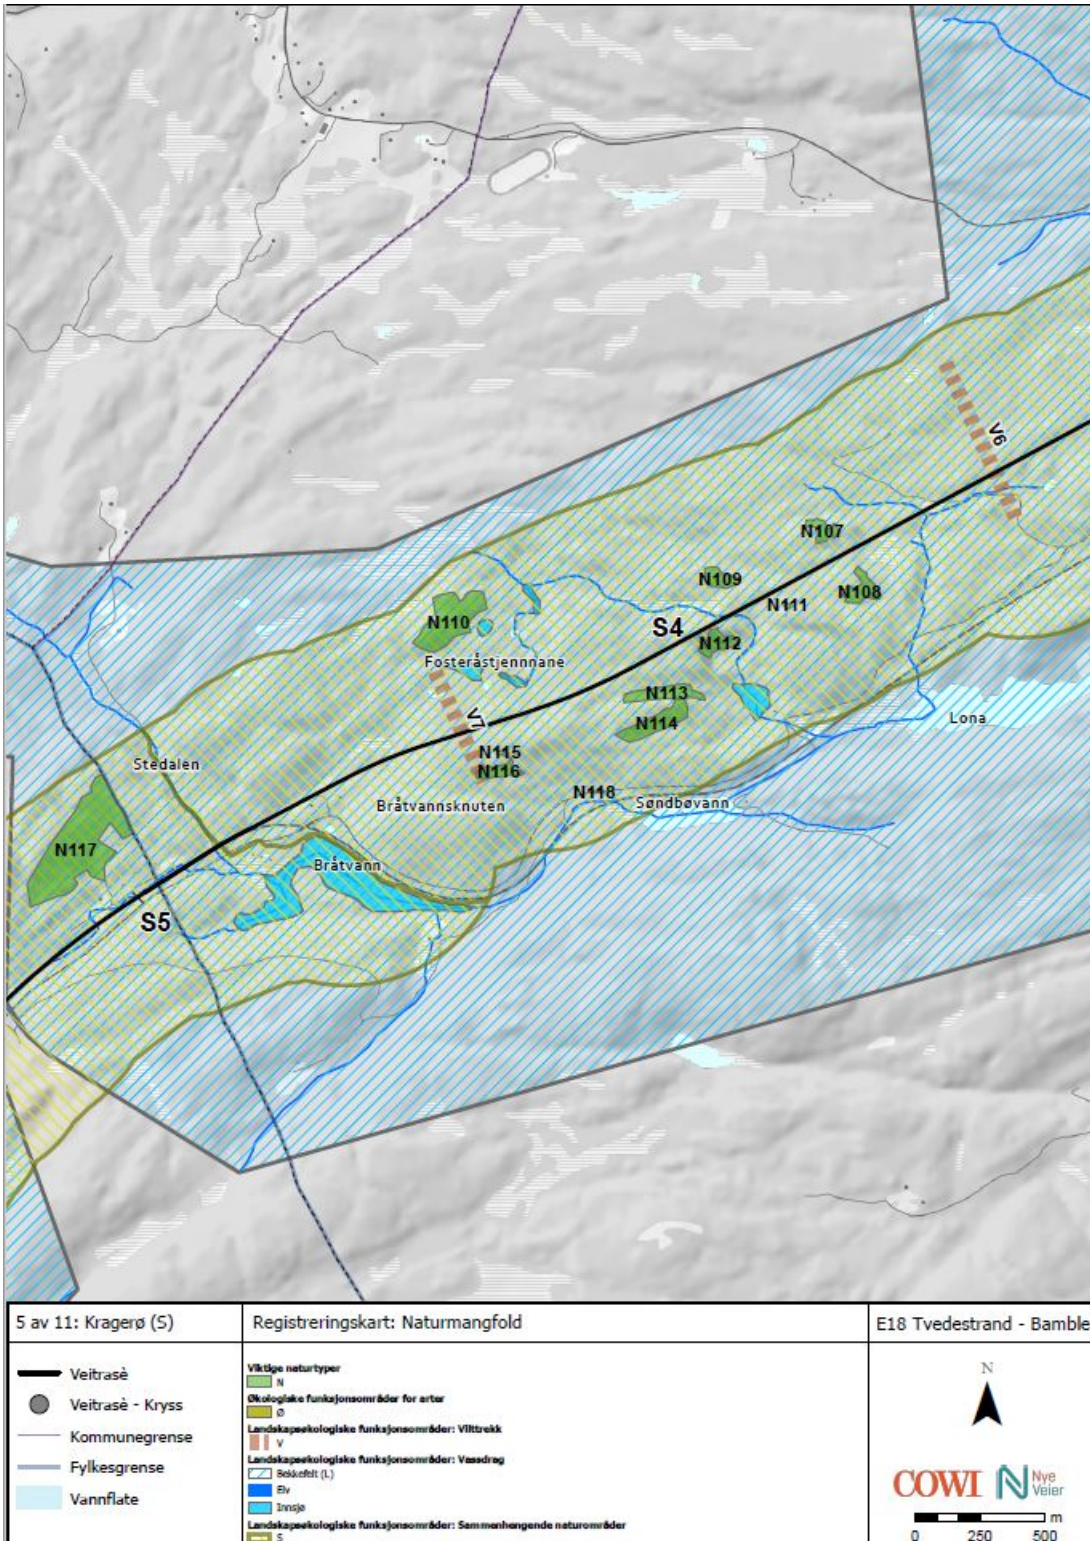 V6
N107
N109
N108
N111
N110
S4
N112
Fosteråstjennnane
N113
N114
V7
Lona
Stedalen
N115
N116
N118
Bråtvannsknuten
Søndbøvann
N117
Bråtvann
S5
5 av 11: Kragerø (S)
Registreringskart: Naturmangfold
E18 Tvedestrand - Bamble
Veitrasè
Veitrasè - Kryss
Kommunegrense
Fylkesgrense
Vannflate
Viktige naturtyper
N
Økologiske funksjonsområder for arter
Ø
Landskapsøkologiske funksjonsområder: Vilttrekk
V
Landskapsøkologiske funksjonsområder: Vassdrag
Bekkefelt (L)
Elv
Innsjø
Landskapsøkologiske funksjonsområder: Sammenhengende naturområder
S
N
COWI
Nye
Veier
m
0 250 500